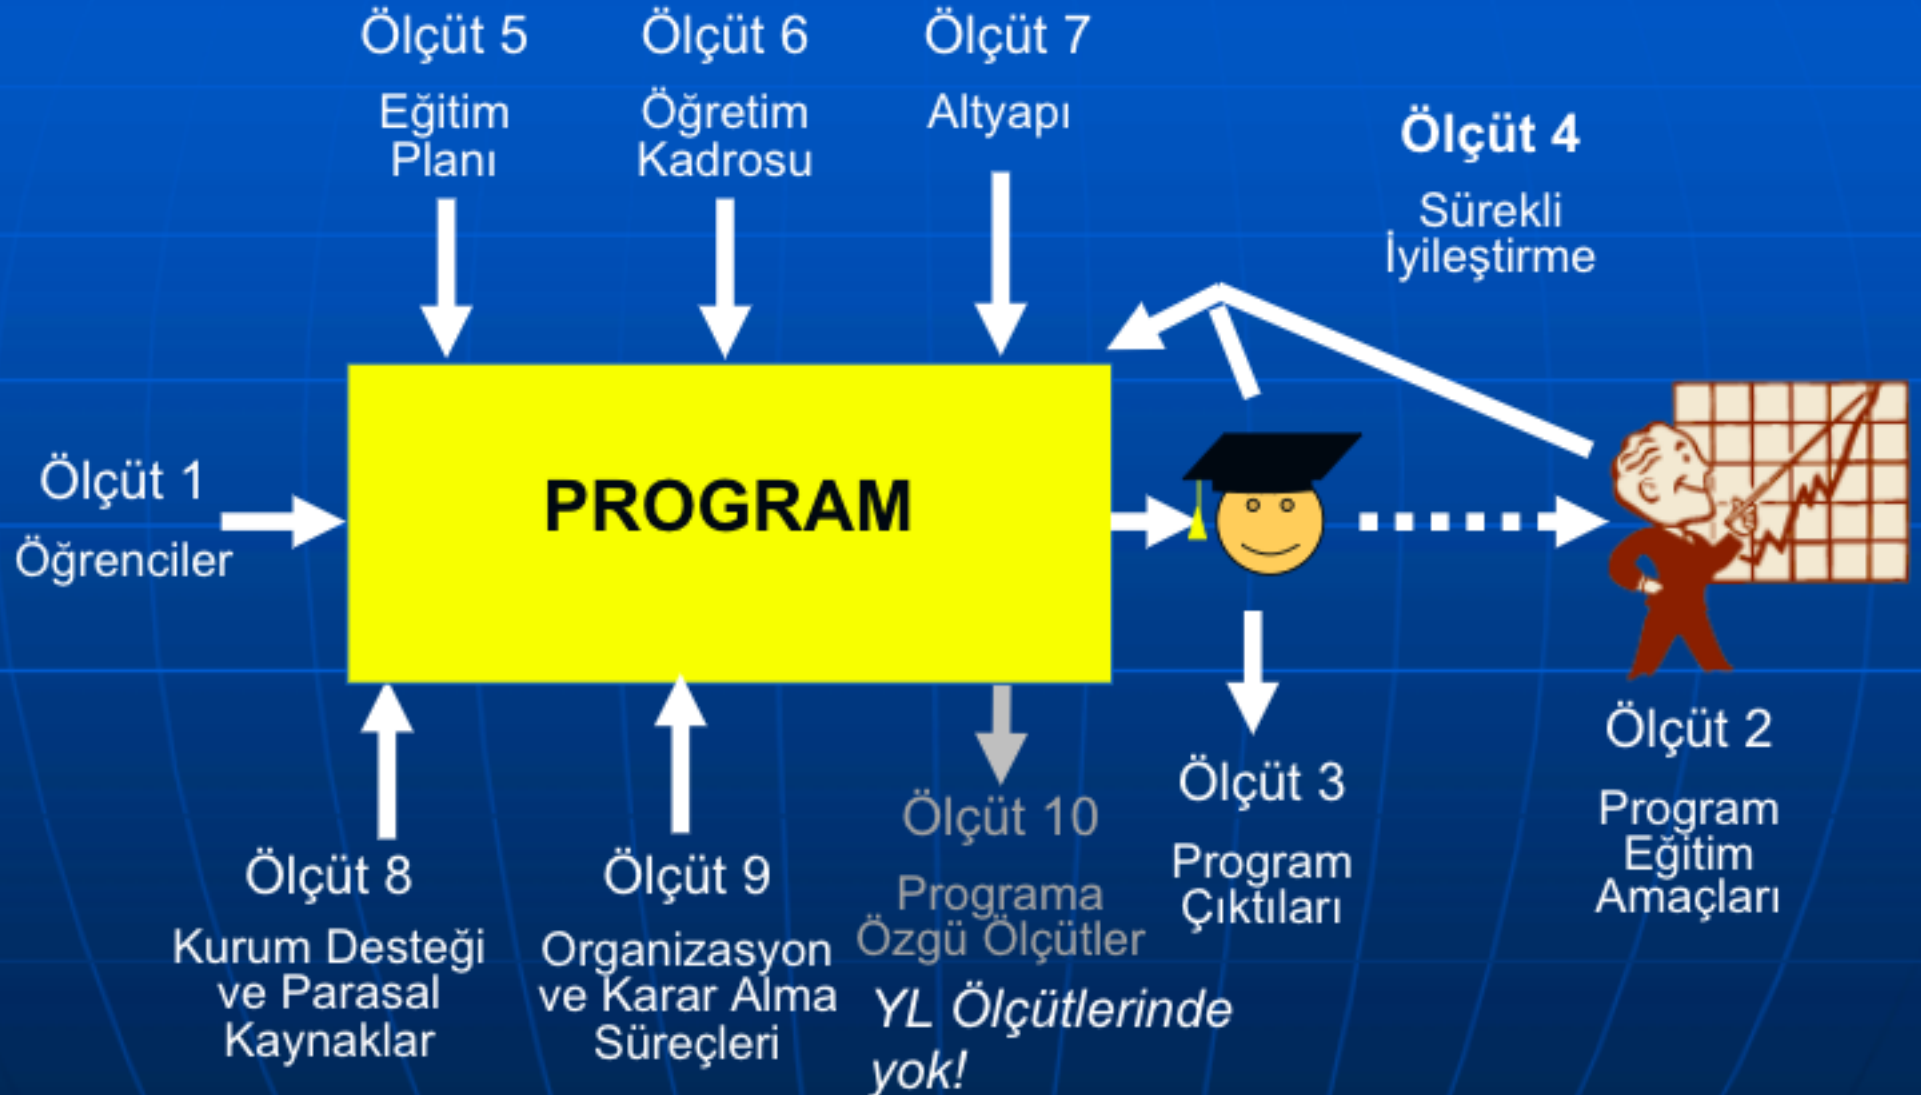 Ölçüt 5
Eğitim
Planı
Ölçüt 6
Öğretim
Kadrosu
Ölçüt 7
Altyapı
Ölçüt 4
Sürekli
İyileştirme
Ölçüt 1
Öğrenciler
PROGRAM
Ölçüt 8
Kurum Desteği
ve Parasal
Kaynaklar
Ölçüt 9
Organizasyon
ve Karar Alma
Süreçleri
Ölçüt 10
Programa
Özgü Ölçütler
YL Ölçütlerinde
yok!
Ölçüt 3
Program
Çıktıları
Ölçüt 2
Program
Eğitim
Amaçları